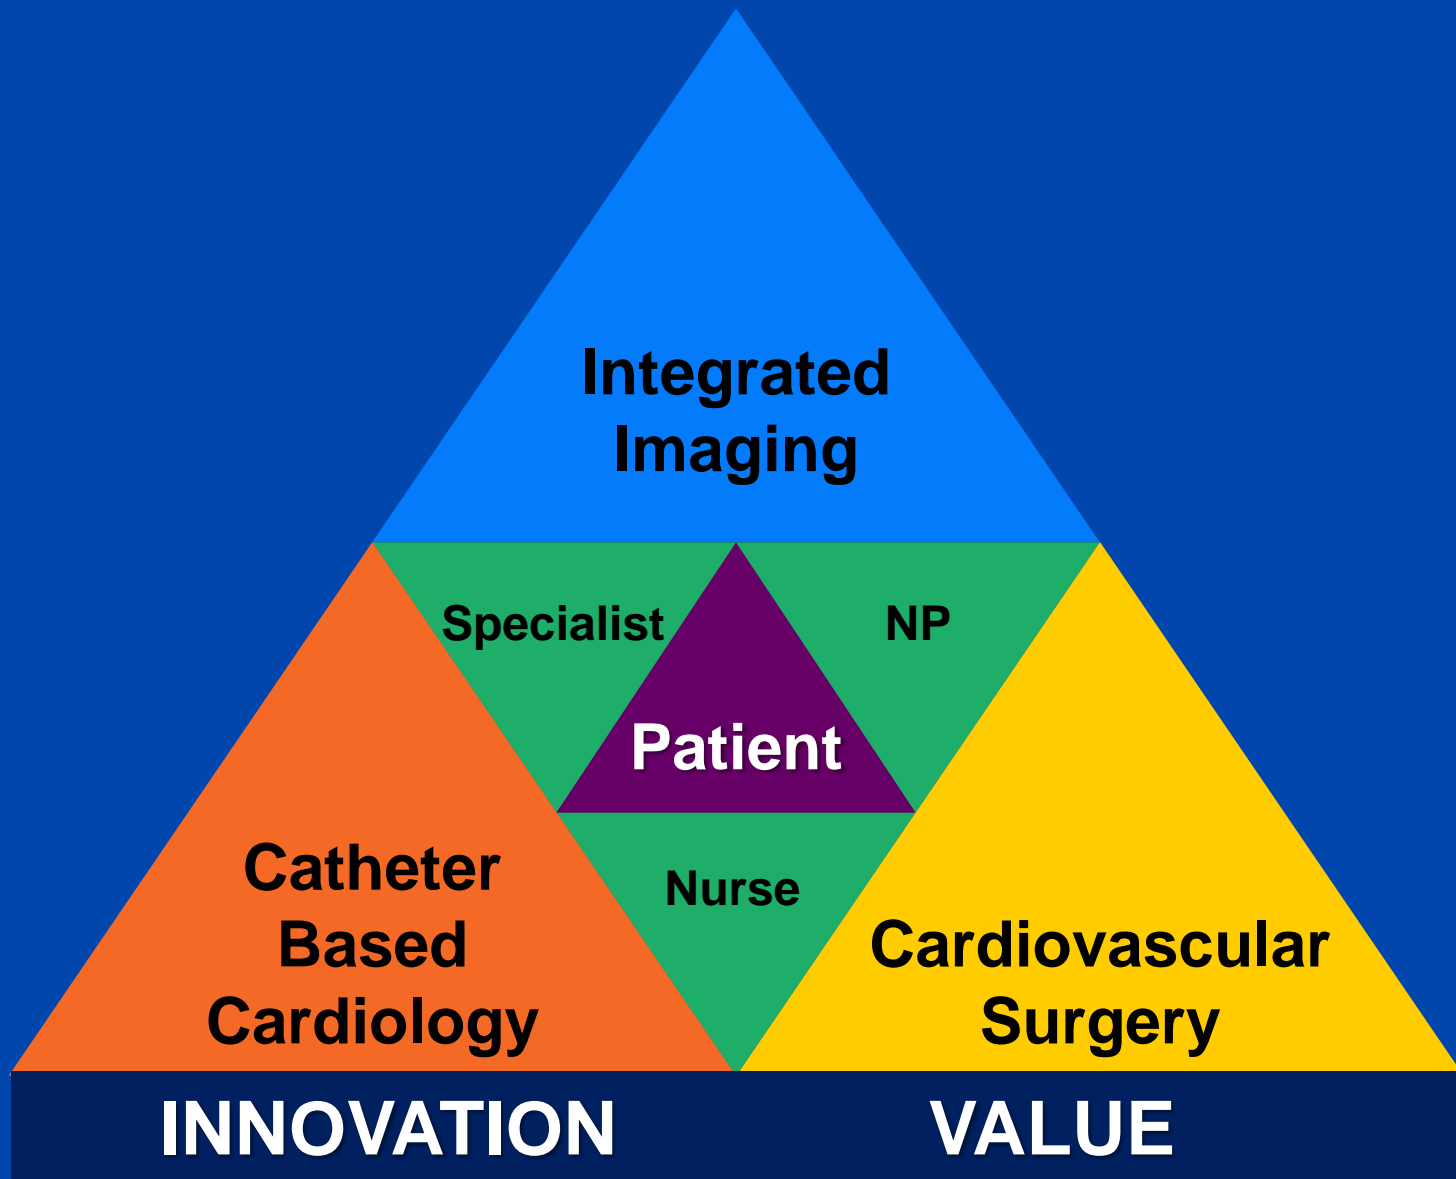 Integrated
Imaging
Specialist
NP
Patient
Nurse
Catheter
Based
Cardiology
Cardiovascular
Surgery
INNOVATION
VALUE